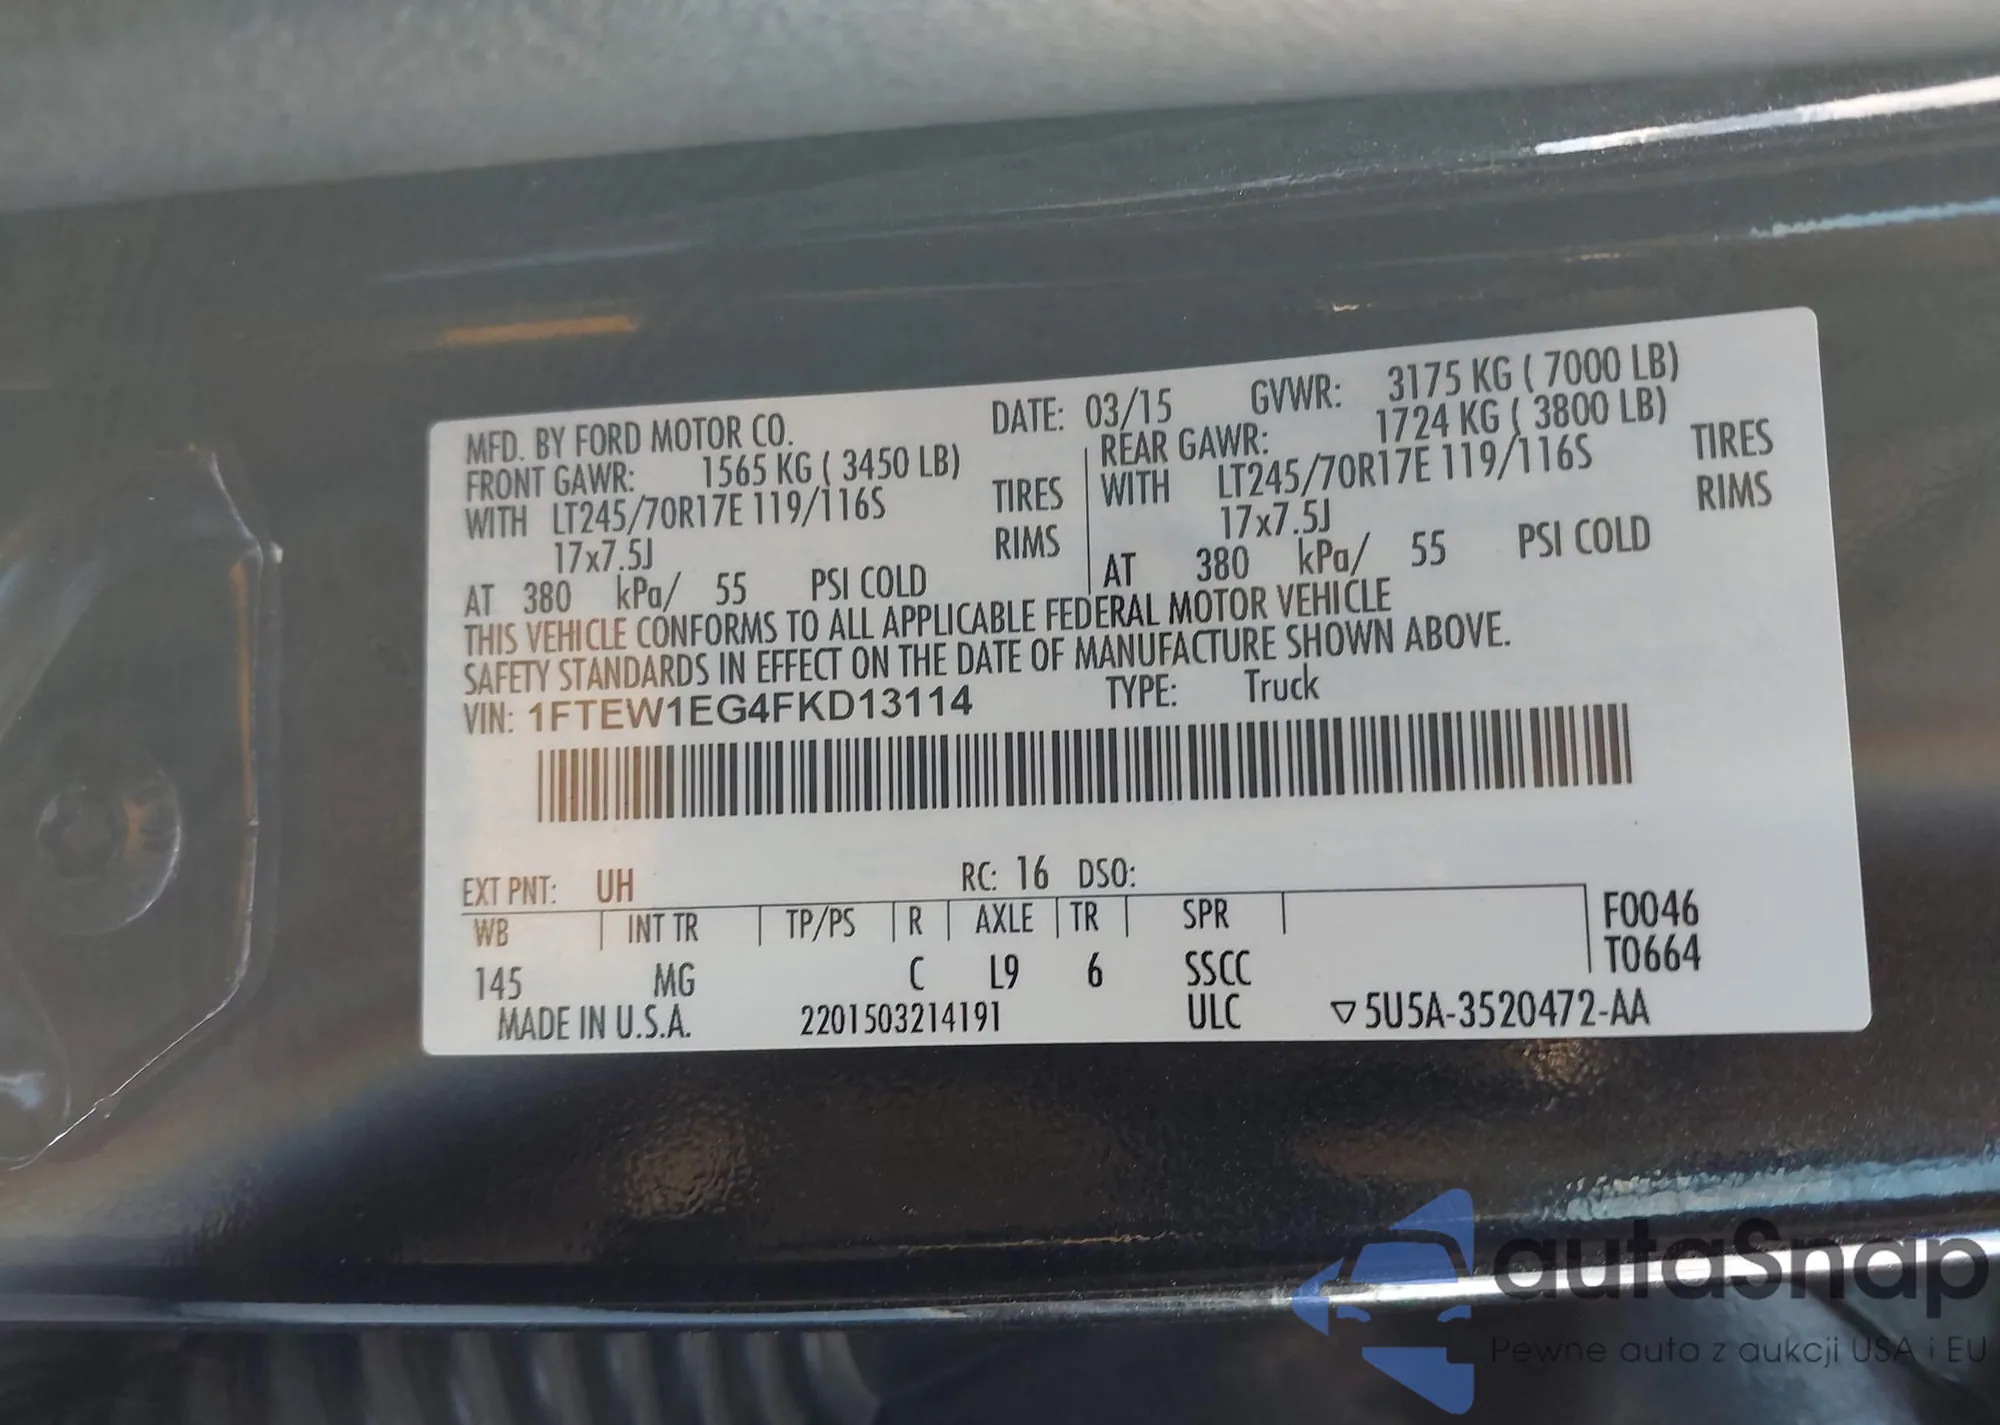 MFD. BY FORD MOTOR CO. DATE: 03/15 GVWR: 3175 KG ( 7000 LB)
FRONT GAWR: 1565 KG ( 3450 LB) REAR GAWR: 1724 KG ( 3800 LB)
WITH LT245/70R17E 119/116S TIRES WITH LT245/70R17E 119/116S TIRES
17x7.5J RIMS 17x7.5J RIMS
AT 380 kPa/ 55 PSI COLD AT 380 kPa/ 55 PSI COLD
THIS VEHICLE CONFORMS TO ALL APPLICABLE FEDERAL MOTOR VEHICLE
SAFETY STANDARDS IN EFFECT ON THE DATE OF MANUFACTURE SHOWN ABOVE.
VIN: 1FTEW1EG4FKD13114 TYPE: Truck
EXT PNT: UH RC: 16 DSO:
WB INT TR TP/PS R AXLE TR SPR F0046
145 MG C L9 6 SSCC T0664
MADE IN U.S.A. 2201503214191 ULC ▽5U5A-3520472-AA
autaSnap
Pewne auta z aukcji USA i EU